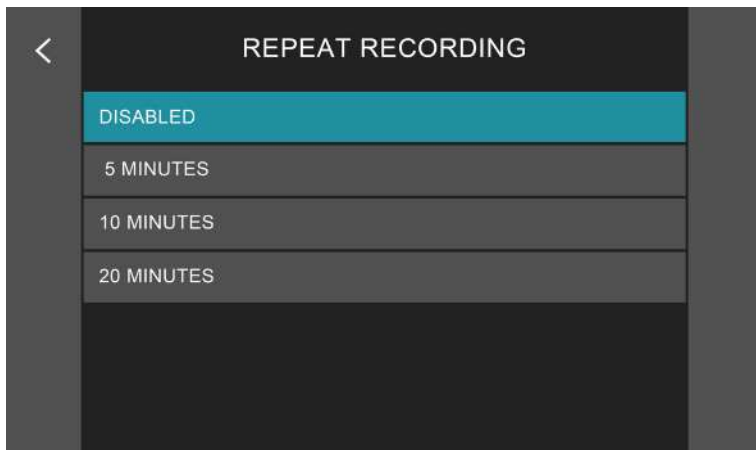 REPEAT RECORDING
DISABLED
5 MINUTES
10 MINUTES
20 MINUTES